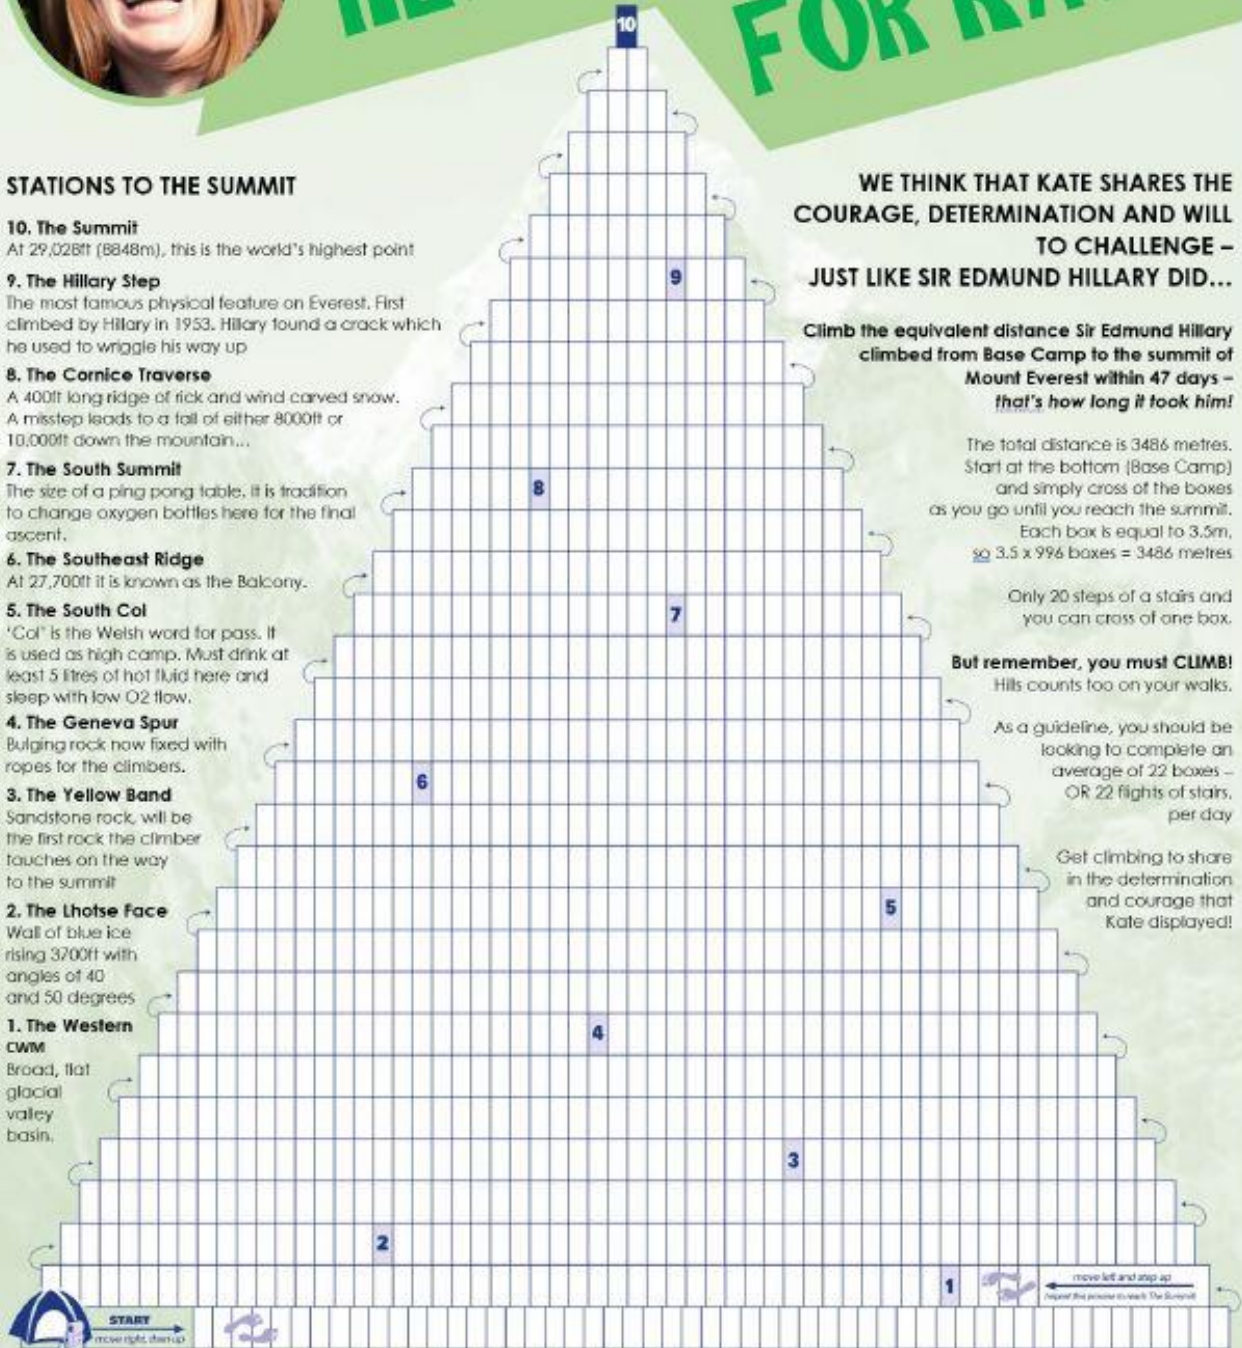 FOR
10
STATIONS TO THE SUMMIT
10. The Summit
At 29,028ft (8848m), this is the world's highest point
9. The Hillary Step
The most famous physical feature on Everest. First
climbed by Hillary in 1953. Hillary found a crack which
he used to wriggle his way up
8. The Cornice Traverse
A 400ft long ridge of rick and wind carved snow.
A misstep leads to a fall of either 8000ft or
10,000ft down the mountain...
7. The South Summit
The size of a ping pong table. It is tradition
to change oxygen bottles here for the final
ascent.
6. The Southeast Ridge
At 27,700ft it is known as the Balcony.
5. The South Col
'Col' is the Welsh word for pass. It
is used as high camp. Must drink at
least 5 litres of hot fluid here and
sleep with low O2 flow.
4. The Geneva Spur
Bulging rock now fixed with
ropes for the climbers.
3. The Yellow Band
Sandstone rock, will be
the first rock the climber
touches on the way
to the summit
2. The Lhotse Face
Wall of blue ice
rising 3700ft with
angles of 40
and 50 degrees
1. The Western
CWM
Broad, flat
glacial
valley
basin.
WE THINK THAT KATE SHARES THE
COURAGE, DETERMINATION AND WILL
TO CHALLENGE –
JUST LIKE SIR EDMUND HILLARY DID...
Climb the equivalent distance Sir Edmund Hillary
climbed from Base Camp to the summit of
Mount Everest within 47 days –
that's how long it took him!
The total distance is 3486 metres.
Start at the bottom (Base Camp)
and simply cross of the boxes
as you go until you reach the summit.
Each box is equal to 3.5m,
so 3.5 x 996 boxes = 3486 metres
Only 20 steps of a stairs and
you can cross of one box.
But remember, you must CLIMB!
Hills counts too on your walks.
As a guideline, you should be
looking to complete an
average of 22 boxes –
OR 22 flights of stairs,
per day
Get climbing to share
in the determination
and courage that
Kate displayed!
9
8
7
6
5
4
3
2
1
move left and step up
repeat this process to reach The Summit
START
move right, then up